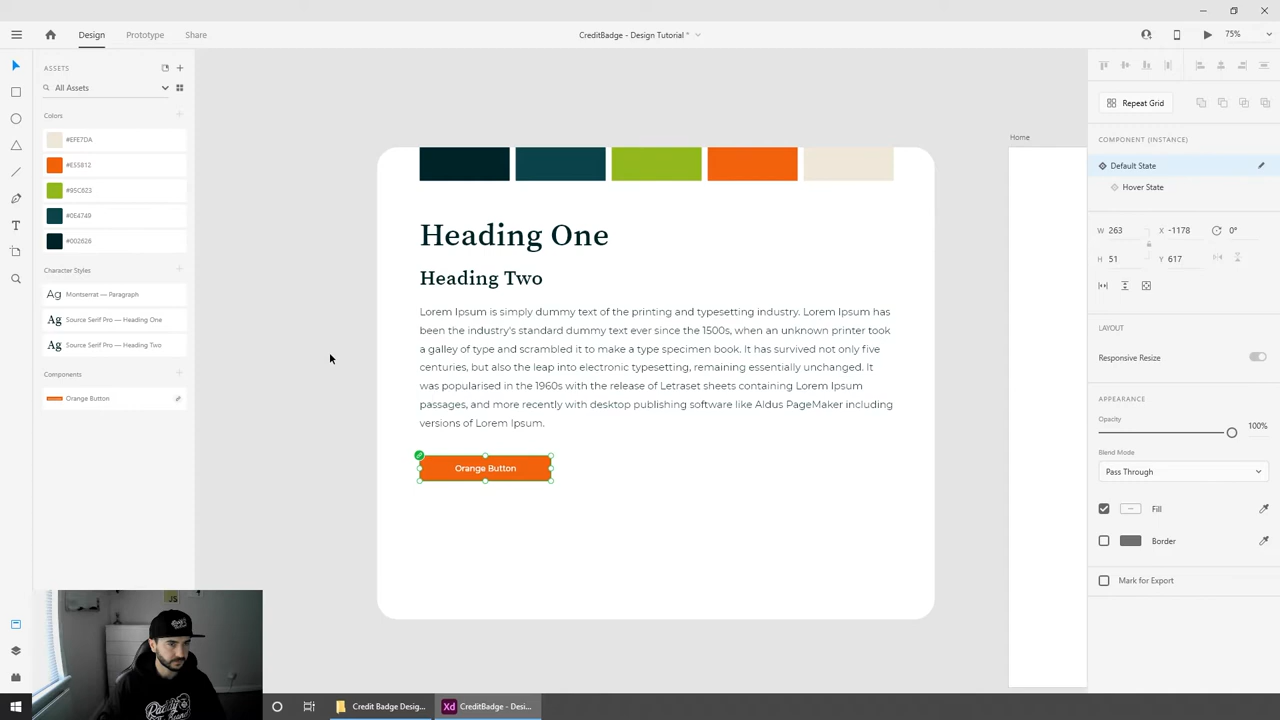 Design
Prototype
Share
CreditBadge - Design Tutorial *
75%
ASSETS
All Assets
Colors
#EFE7DA
#E55812
#95C623
#0E4749
#002626
Character Styles
Ag Montserrat — Paragraph
Ag Source Serif Pro — Heading One
Ag Source Serif Pro — Heading Two
Components
Orange Button
Heading One
Heading Two
Lorem Ipsum is simply dummy text of the printing and typesetting industry. Lorem Ipsum has
been the industry's standard dummy text ever since the 1500s, when an unknown printer took
a galley of type and scrambled it to make a type specimen book. It has survived not only five
centuries, but also the leap into electronic typesetting, remaining essentially unchanged. It
was popularised in the 1960s with the release of Letraset sheets containing Lorem Ipsum
passages, and more recently with desktop publishing software like Aldus PageMaker including
versions of Lorem Ipsum.
Orange Button
Home
Repeat Grid
COMPONENT (INSTANCE)
Default State
Hover State
W 263 X -1178 0°
H 51 Y 617
LAYOUT
Responsive Resize
APPEARANCE
Opacity
100%
Blend Mode
Pass Through
Fill
Border
Mark for Export
JS
Credit Badge Desig...
Xd CreditBadge - Desi...